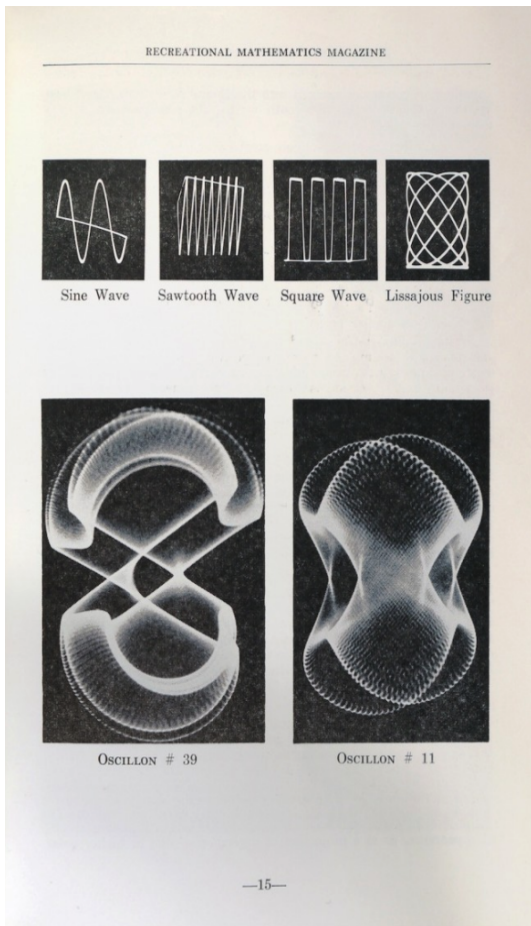 RECREATIONAL MATHEMATICS MAGAZINE
Sine Wave Sawtooth Wave Square Wave Lissajous Figure
OSCILLON # 39 OSCILLON # 11
—15—